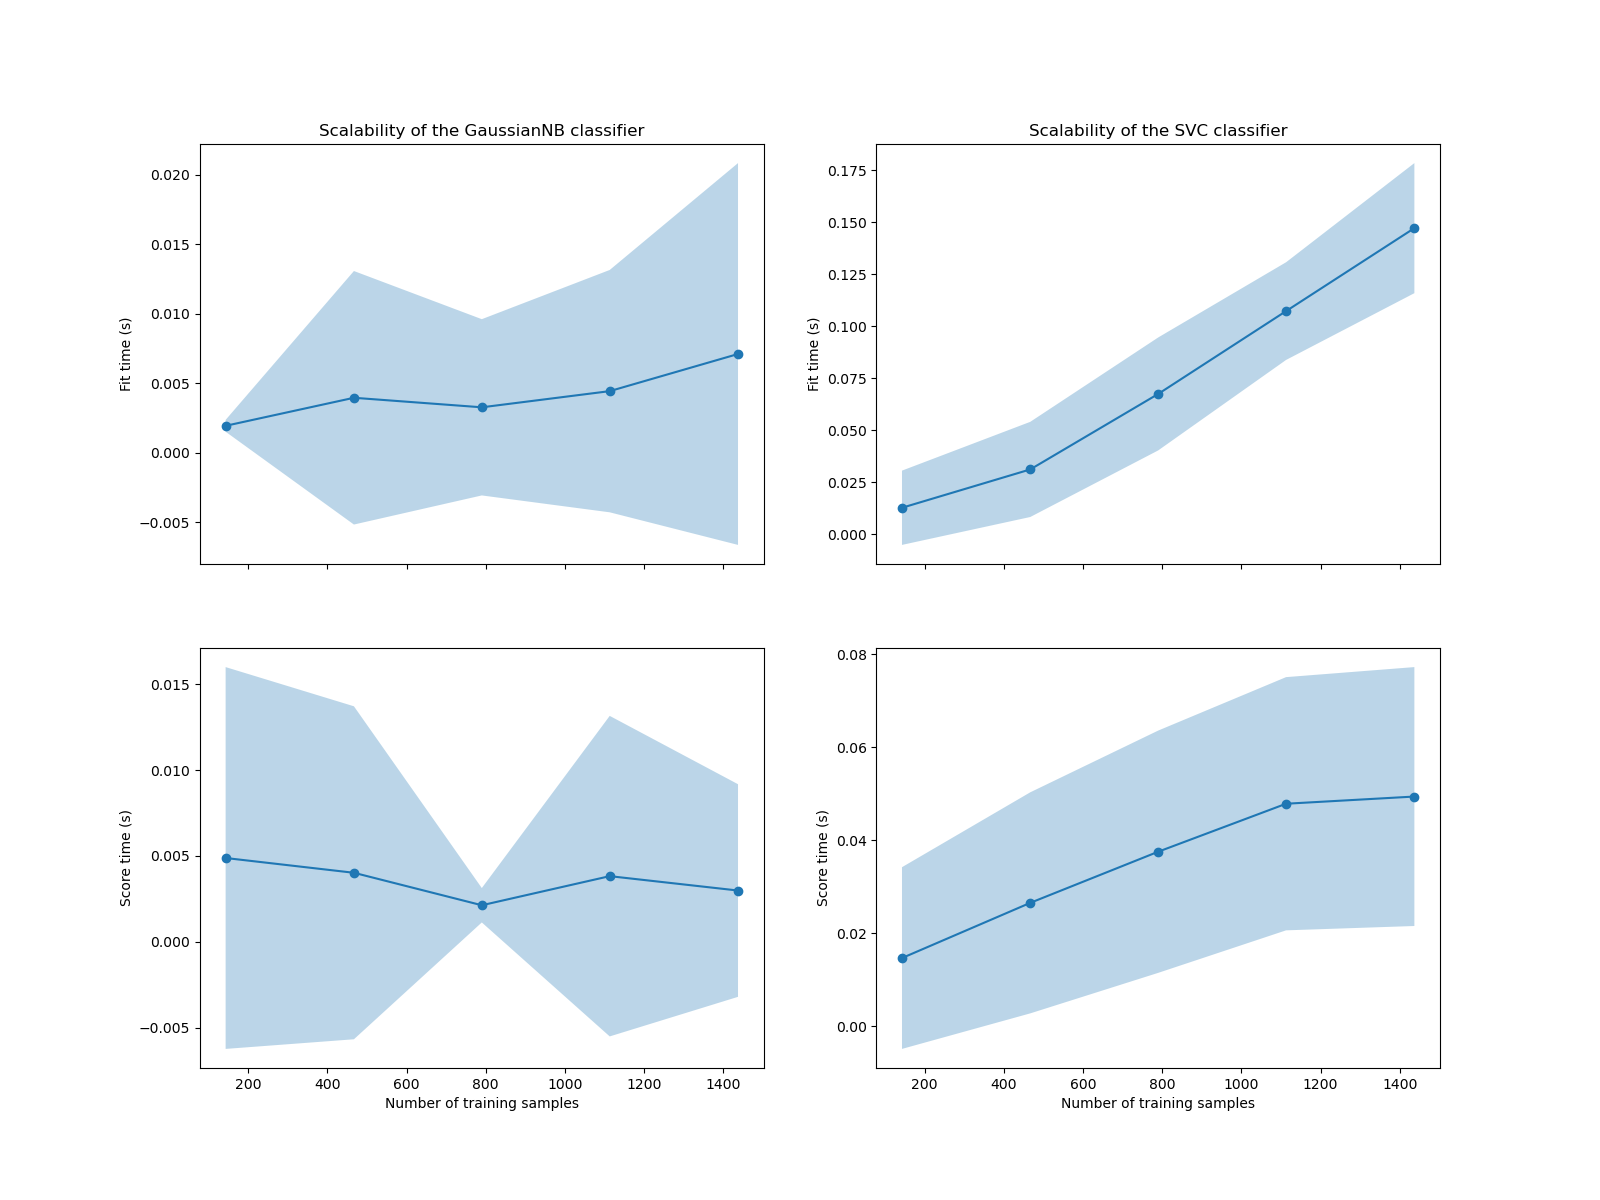 Scalability of the GaussianNB classifier
Fit time (s)
0.020
0.015
0.010
0.005
0.000
−0.005
Scalability of the SVC classifier
Fit time (s)
0.175
0.150
0.125
0.100
0.075
0.050
0.025
0.000
Score time (s)
0.015
0.010
0.005
0.000
−0.005
200 400 600 800 1000 1200 1400
Number of training samples
Score time (s)
0.08
0.06
0.04
0.02
0.00
200 400 600 800 1000 1200 1400
Number of training samples